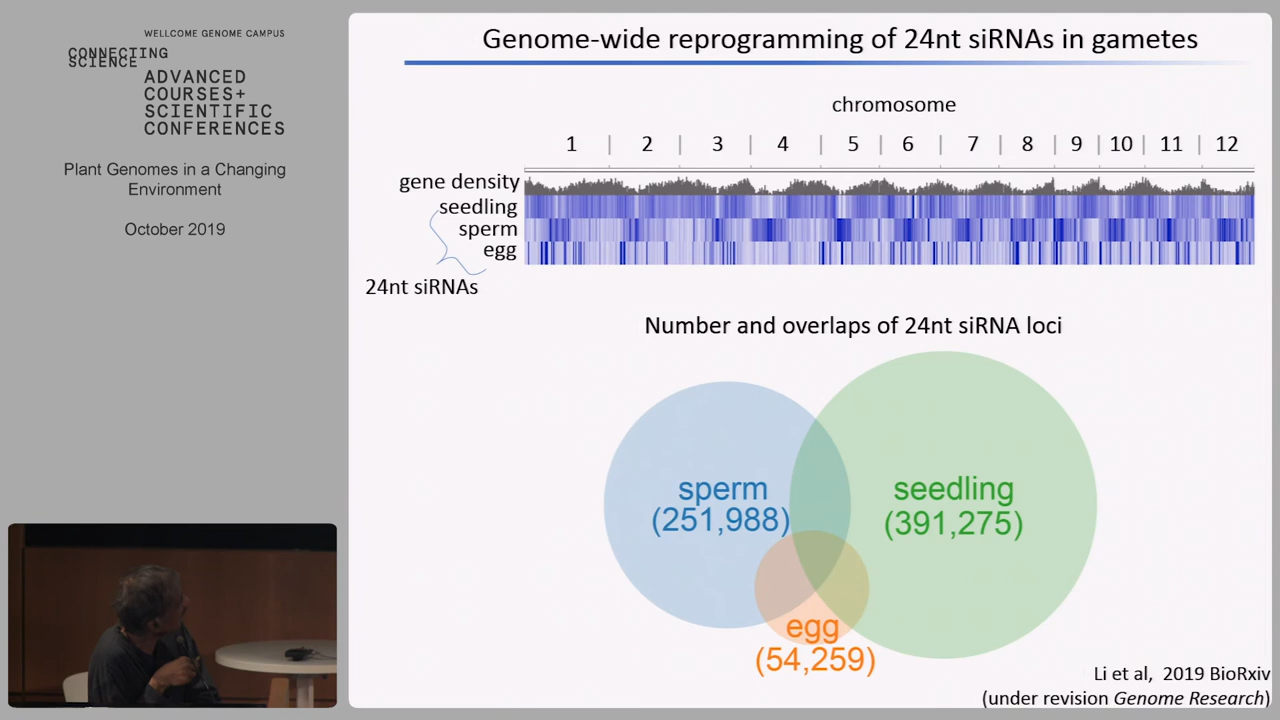 WELLCOME GENOME CAMPUS
CONNECTING
SCIENCE
ADVANCED
COURSES+
SCIENTIFIC
CONFERENCES
Plant Genomes in a Changing
Environment
October 2019
Genome-wide reprogramming of 24nt siRNAs in gametes
chromosome
1 | 2 | 3 | 4 | 5 | 6 | 7 | 8 | 9 | 10 | 11 | 12
gene density
seedling
sperm
egg
24nt siRNAs
Number and overlaps of 24nt siRNA loci
sperm
(251,988)
seedling
(391,275)
egg
(54,259)
Li et al, 2019 BioRxiv
(under revision Genome Research)